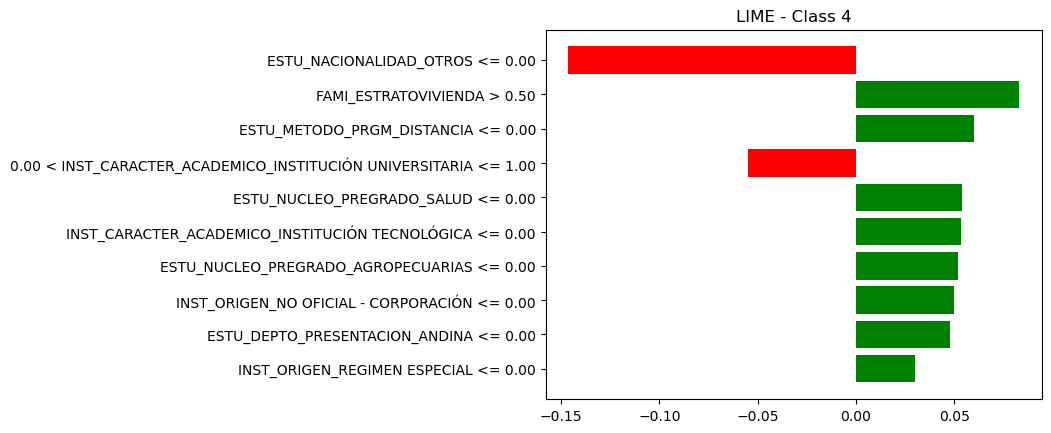 LIME - Class 4
ESTU_NACIONALIDAD_OTROS <= 0.00
FAMI_ESTRATOVIVIENDA > 0.50
ESTU_METODO_PRGM_DISTANCIA <= 0.00
0.00 < INST_CARACTER_ACADEMICO_INSTITUCIÓN UNIVERSITARIA <= 1.00
ESTU_NUCLEO_PREGRADO_SALUD <= 0.00
INST_CARACTER_ACADEMICO_INSTITUCIÓN TECNOLÓGICA <= 0.00
ESTU_NUCLEO_PREGRADO_AGROPECUARIAS <= 0.00
INST_ORIGEN_NO OFICIAL - CORPORACIÓN <= 0.00
ESTU_DEPTO_PRESENTACION_ANDINA <= 0.00
INST_ORIGEN_REGIMEN ESPECIAL <= 0.00
−0.15 −0.10 −0.05 0.00 0.05